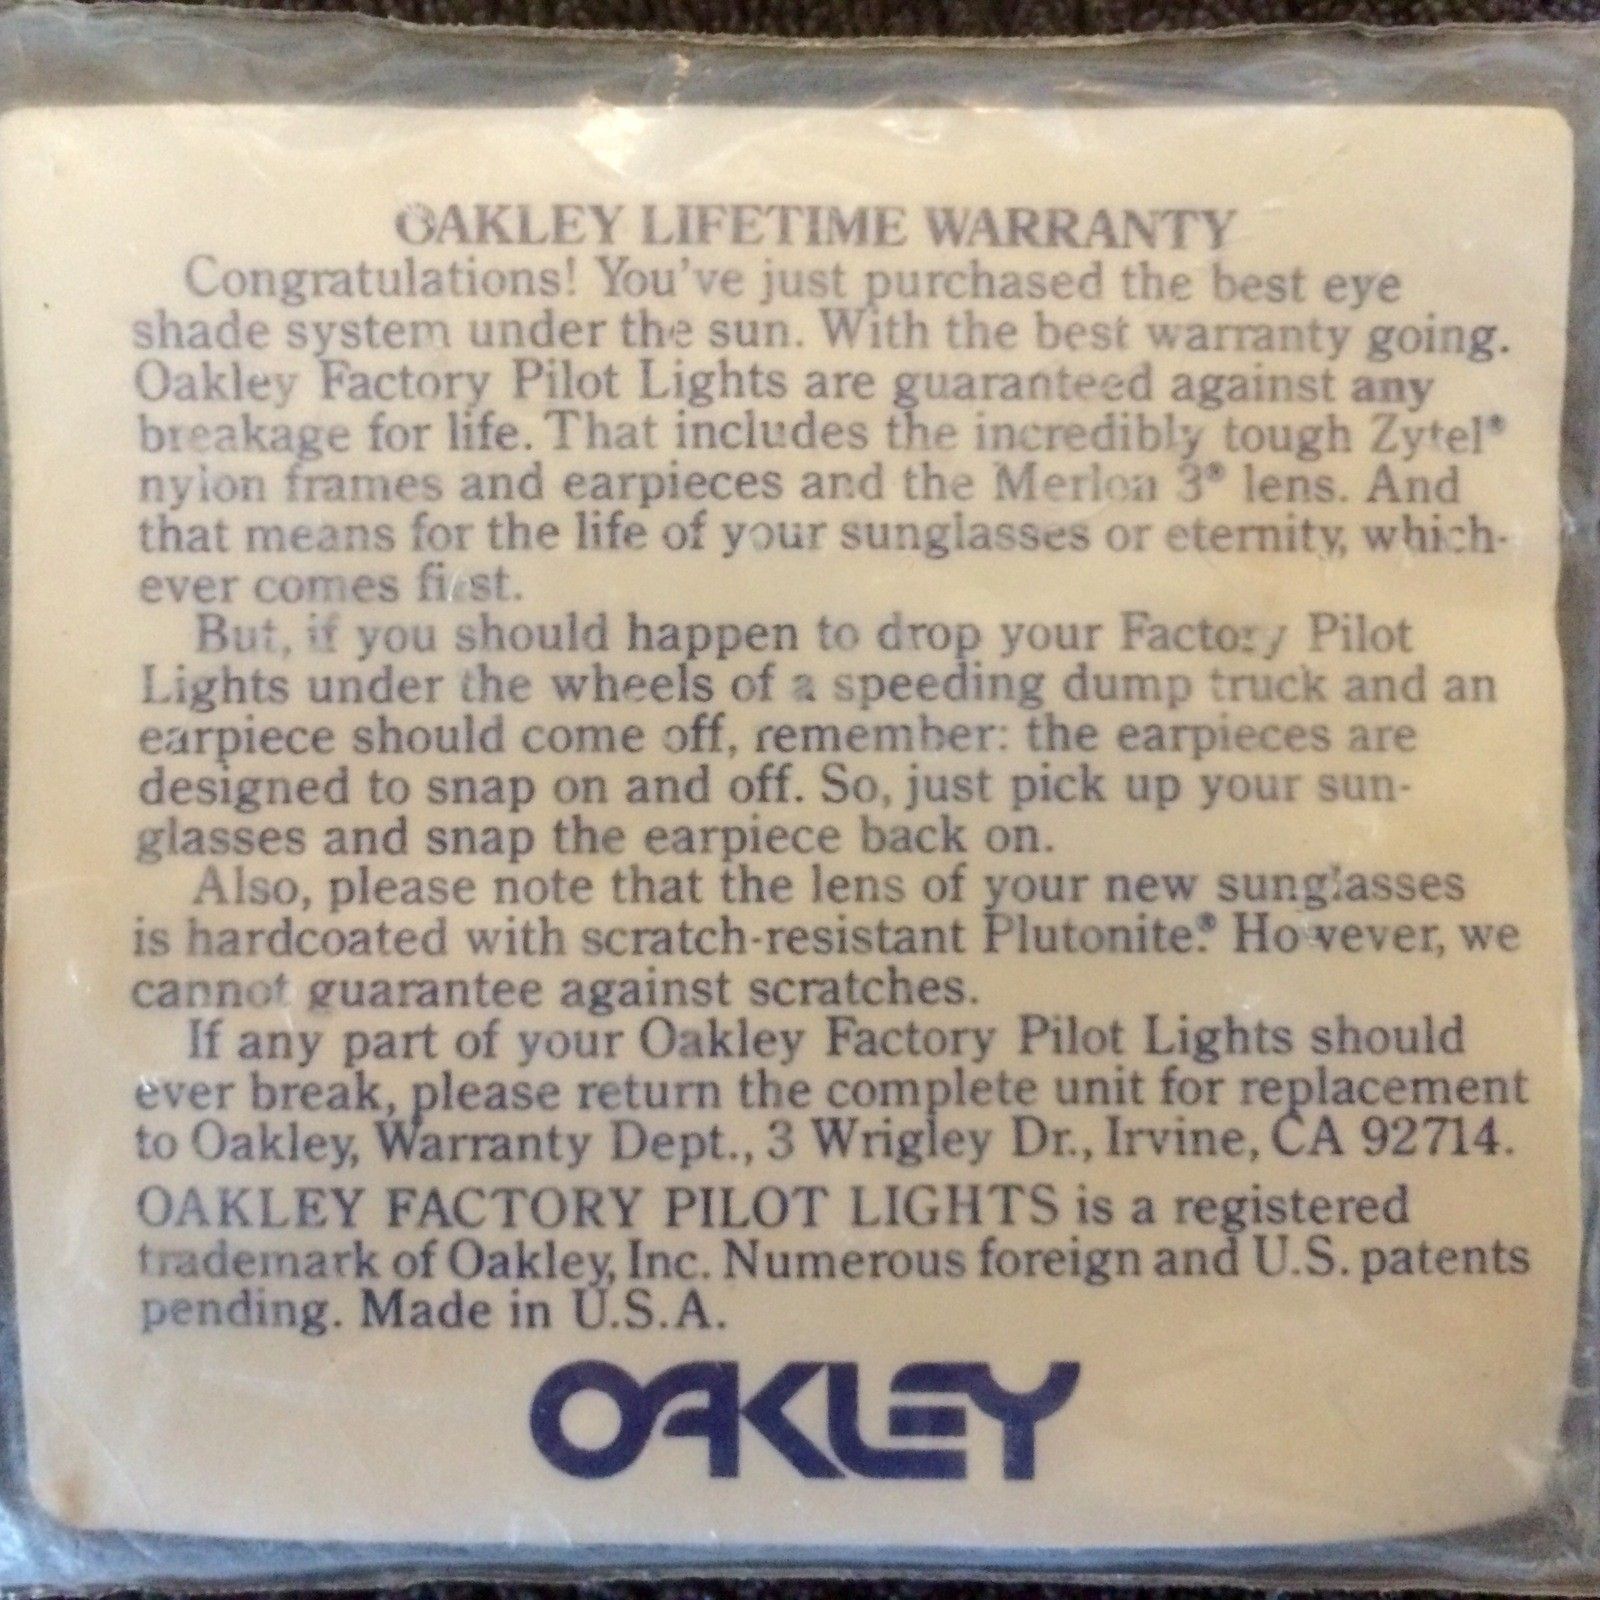 OAKLEY LIFETIME WARRANTY
Congratulations! You've just purchased the best eye
shade system under the sun. With the best warranty going.
Oakley Factory Pilot Lights are guaranteed against any
breakage for life. That includes the incredibly tough Zytel®
nylon frames and earpieces and the Merlon 3® lens. And
that means for the life of your sunglasses or eternity, which-
ever comes first.
But, if you should happen to drop your Factory Pilot
Lights under the wheels of a speeding dump truck and an
earpiece should come off, remember: the earpieces are
designed to snap on and off. So, just pick up your sun-
glasses and snap the earpiece back on.
Also, please note that the lens of your new sunglasses
is hardcoated with scratch-resistant Plutonite.® However, we
cannot guarantee against scratches.
If any part of your Oakley Factory Pilot Lights should
ever break, please return the complete unit for replacement
to Oakley, Warranty Dept., 3 Wrigley Dr., Irvine, CA 92714.
OAKLEY FACTORY PILOT LIGHTS is a registered
trademark of Oakley, Inc. Numerous foreign and U.S. patents
pending. Made in U.S.A.
OAKLEY